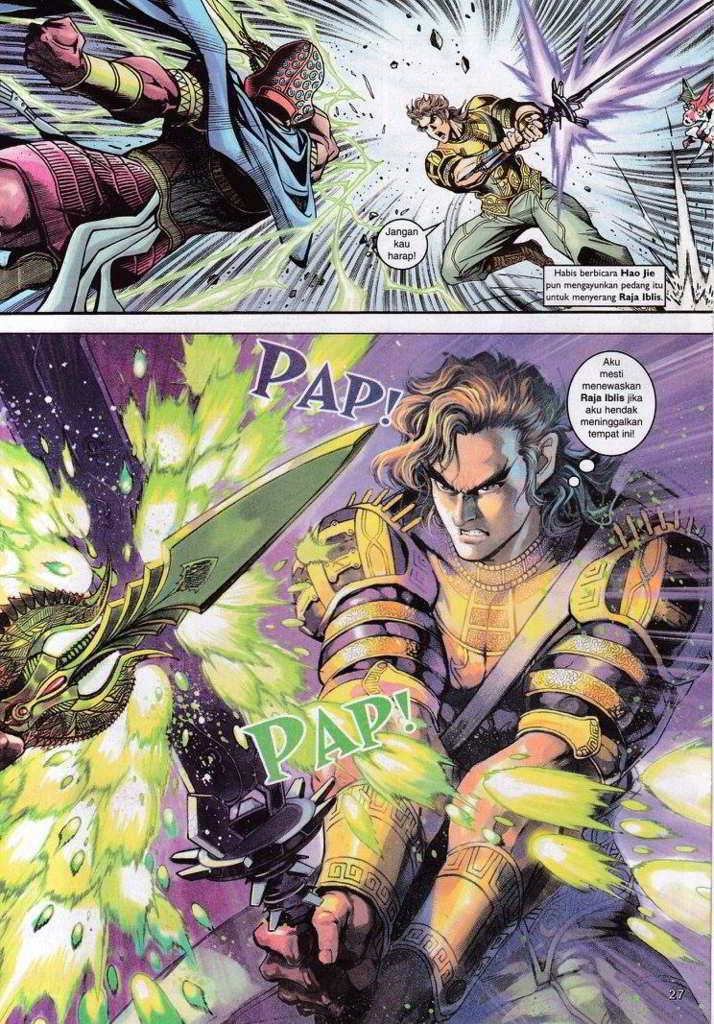 Jangan
kau
harap!
Habis berbicara Hao Jie
pun mengayunkan pedang itu
untuk menyerang Raja Iblis.
PAP!
Aku
mesti
menewaskan
Raja Iblis jika
aku hendak
meninggalkan
tempat ini!
PAP!
27